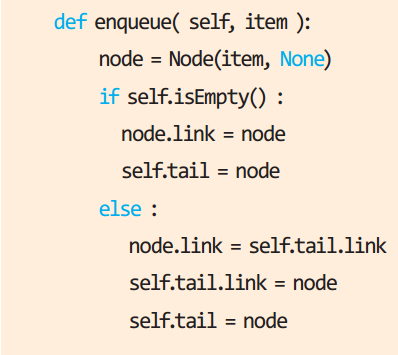 def enqueue( self, item ):
node = Node(item, None)
if self.isEmpty() :
node.link = node
self.tail = node
else :
node.link = self.tail.link
self.tail.link = node
self.tail = node